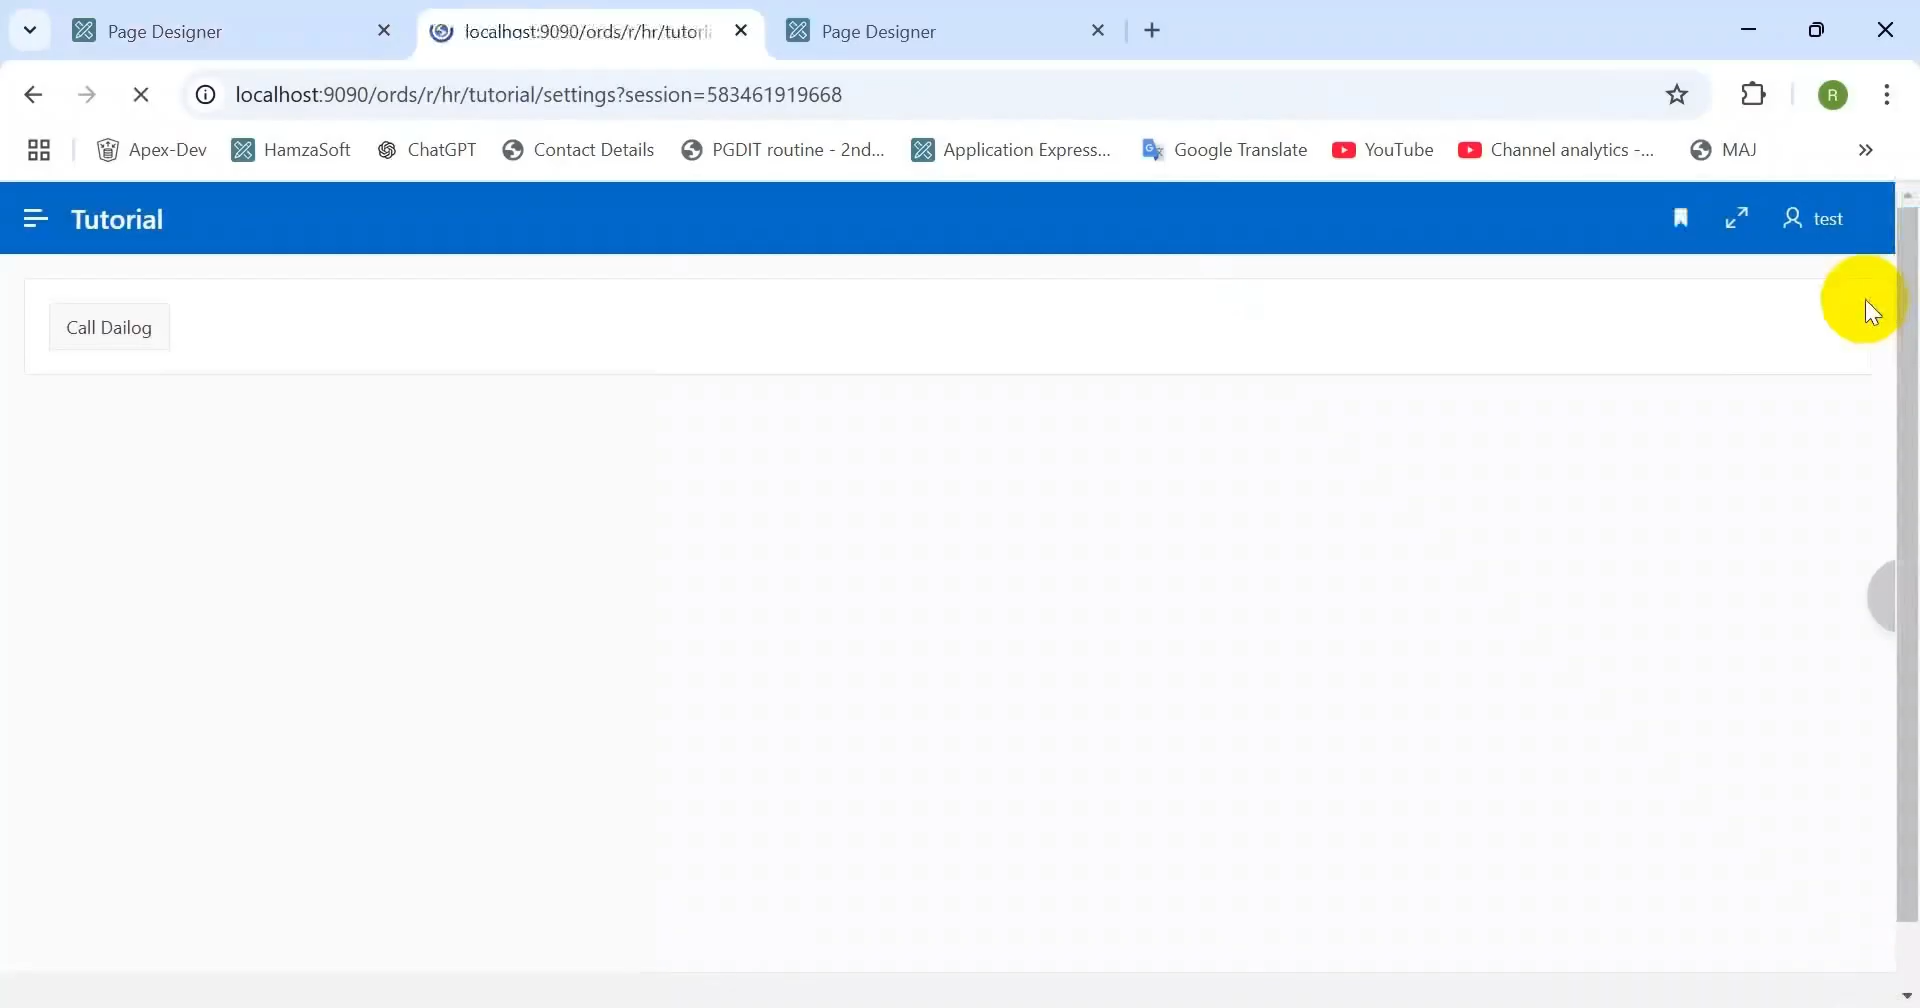 Page Designer
localhost:9090/ords/r/hr/tutori
Page Designer
localhost:9090/ords/r/hr/tutorial/settings?session=583461919668
R
Apex-Dev
HamzaSoft
ChatGPT
Contact Details
PGDIT routine - 2nd...
Application Express...
Google Translate
YouTube
Channel analytics -...
MAJ
Tutorial
test
Call Dailog